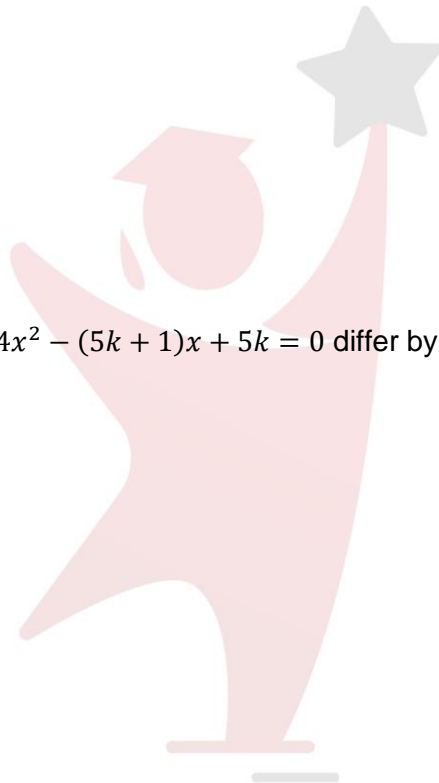 4𝑥² − (5𝑘 + 1)𝑥 + 5𝑘 = 0 differ by